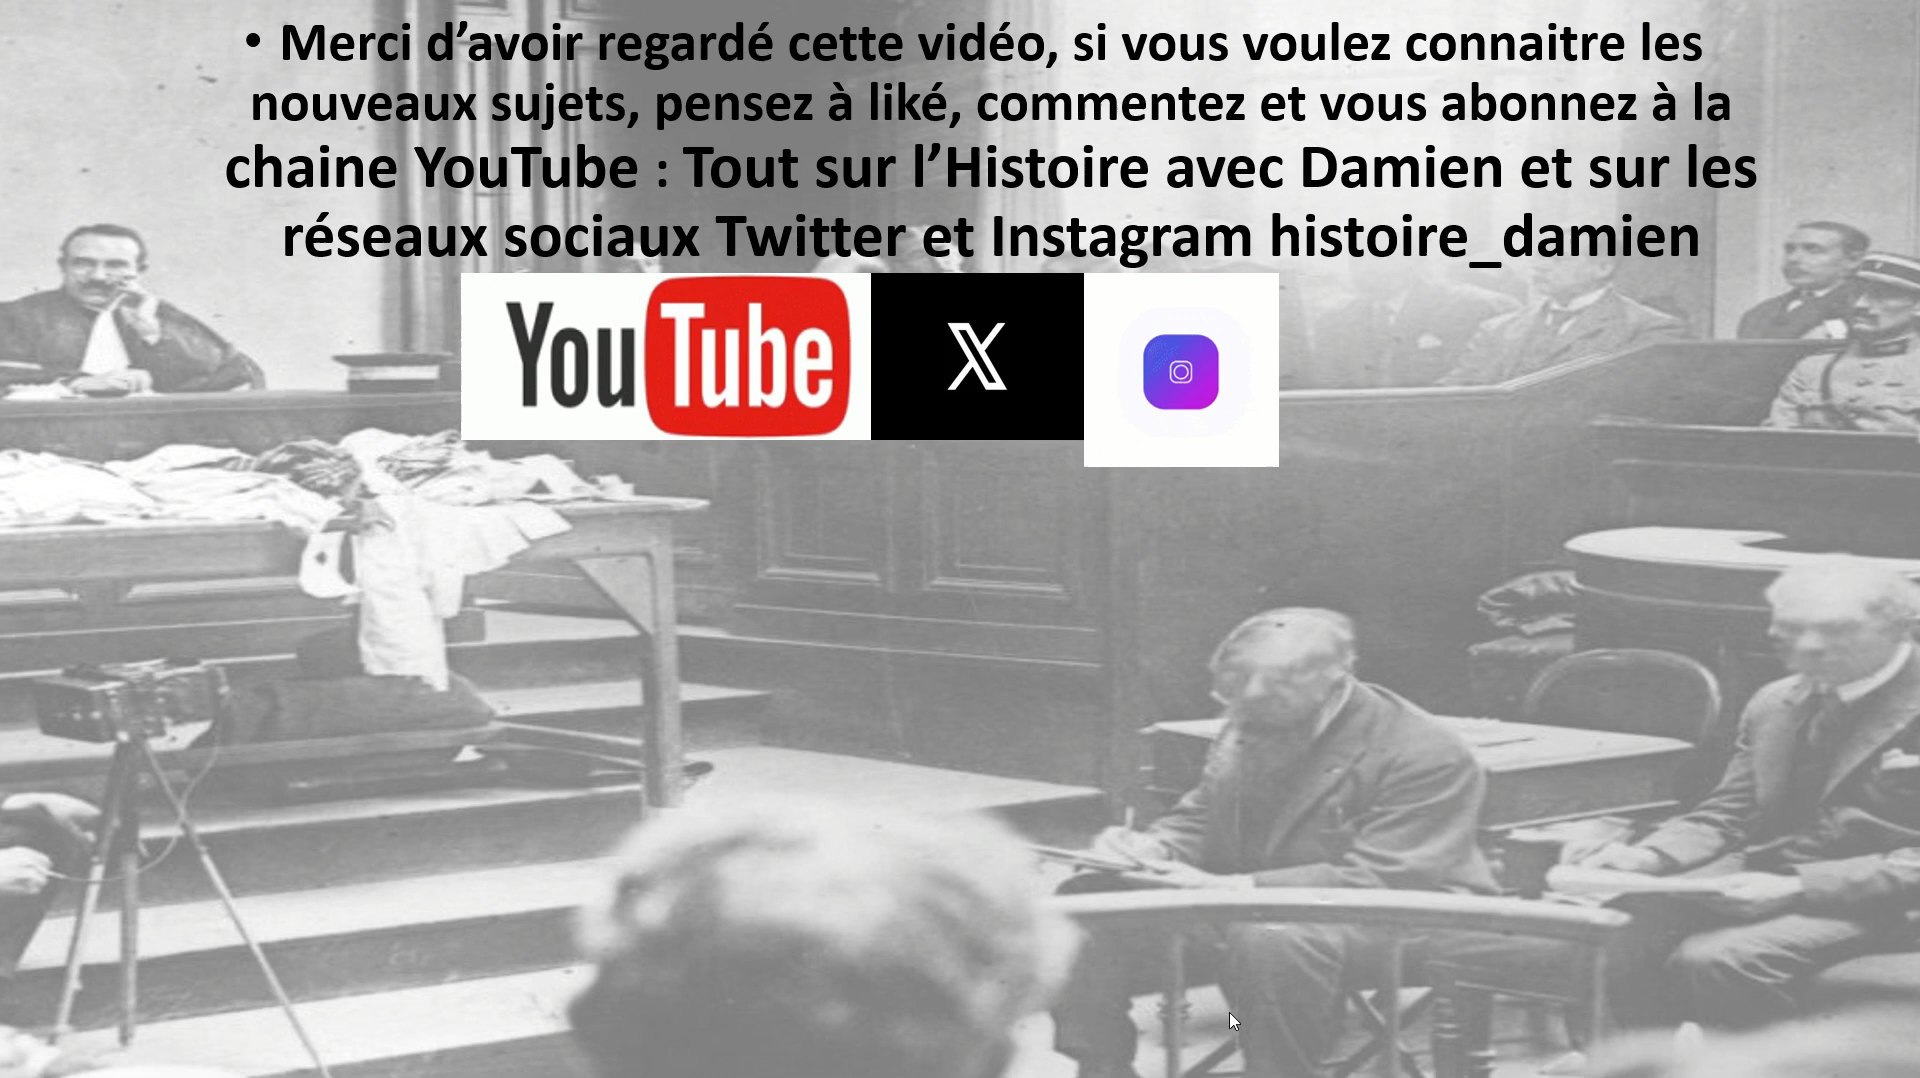 • Merci d’avoir regardé cette vidéo, si vous voulez connaitre les
nouveaux sujets, pensez à liké, commentez et vous abonnez à la
chaine YouTube : Tout sur l’Histoire avec Damien et sur les
réseaux sociaux Twitter et Instagram histoire_damien
YouTube
X